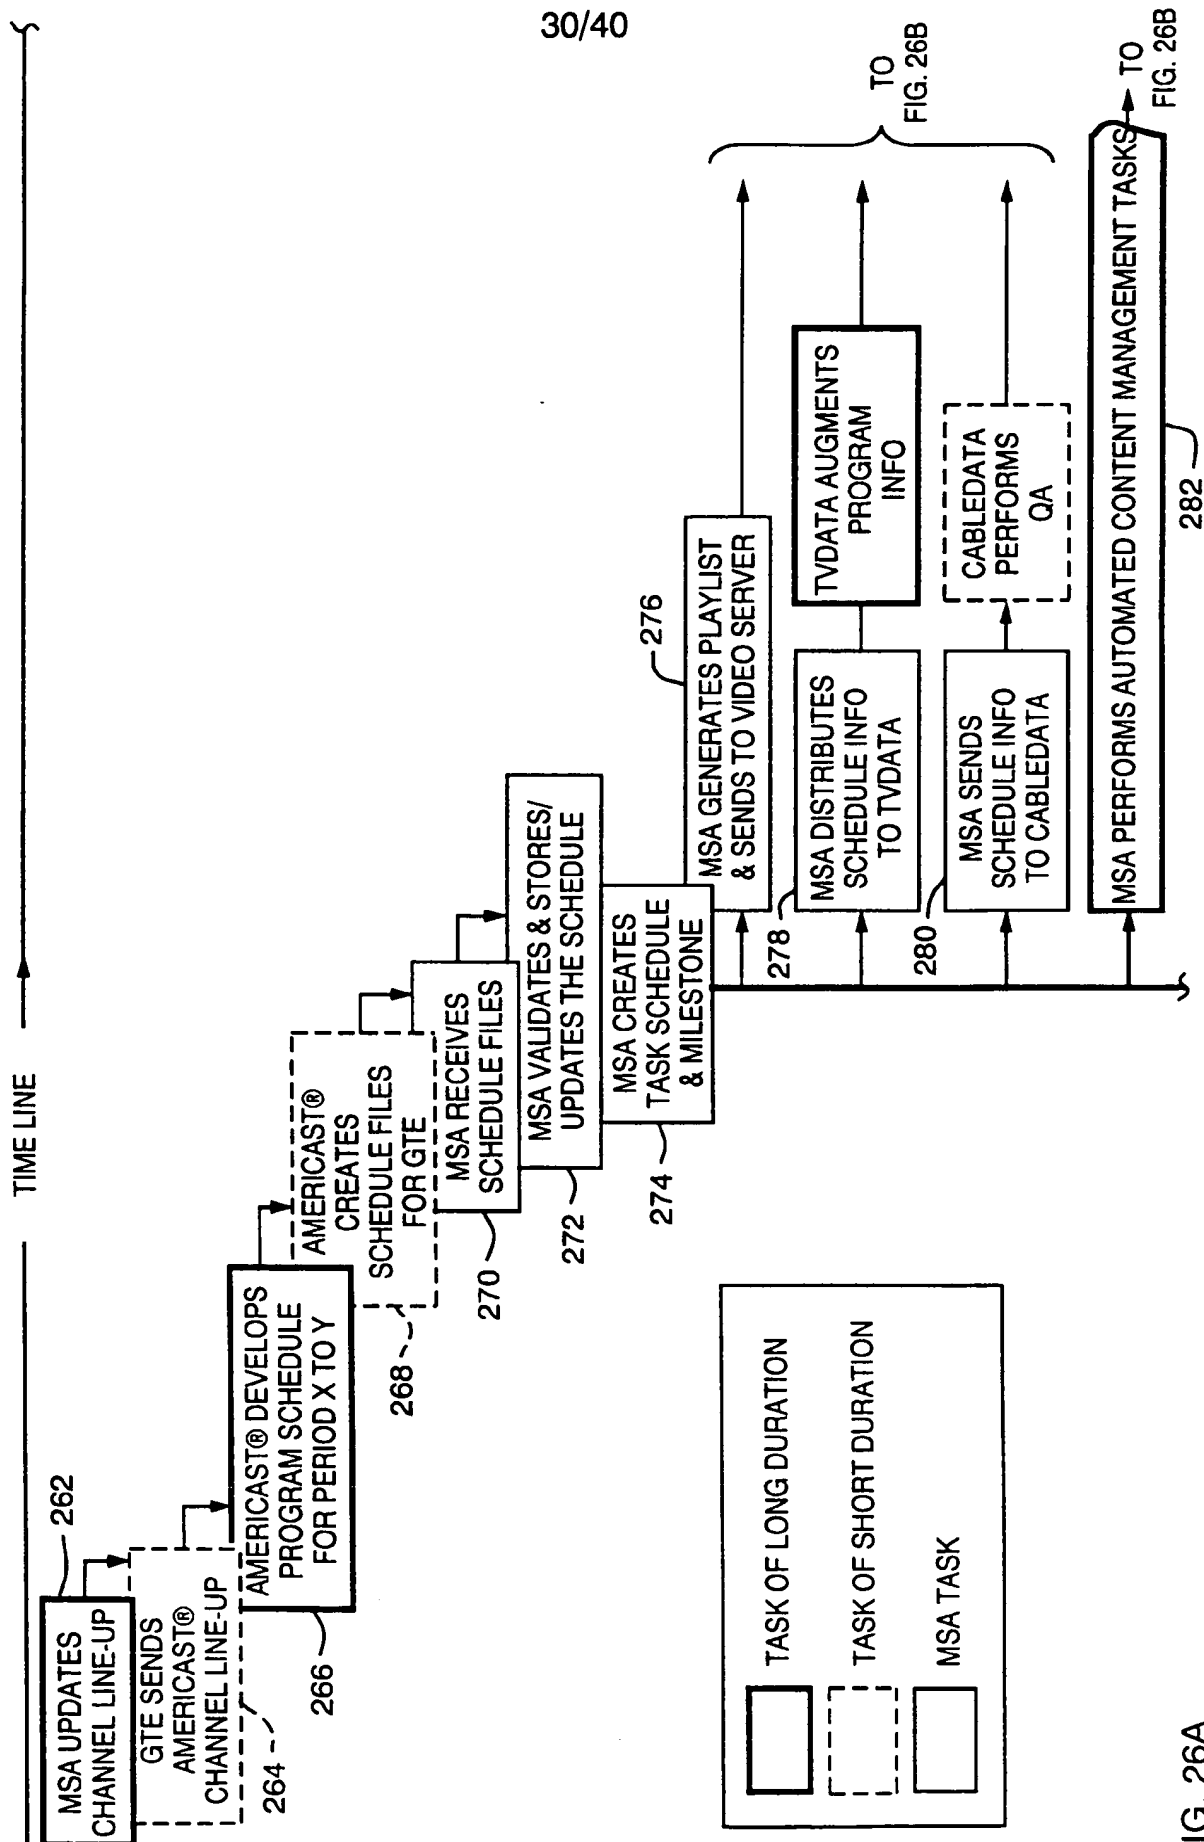 30/40
TIME LINE
262
MSA UPDATES
CHANNEL LINE-UP
GTE SENDS
AMERICAST®
CHANNEL LINE-UP
264
AMERICAST® DEVELOPS
PROGRAM SCHEDULE
FOR PERIOD X TO Y
266
AMERICAST®
CREATES
SCHEDULE FILES
FOR GTE
268
MSA RECEIVES
SCHEDULE FILES
270
MSA VALIDATES & STORES/
UPDATES THE SCHEDULE
272
MSA CREATES
TASK SCHEDULE
& MILESTONE
274
276
MSA GENERATES PLAYLIST
& SENDS TO VIDEO SERVER
278
MSA DISTRIBUTES
SCHEDULE INFO
TO TVDATA
TVDATA AUGMENTS
PROGRAM
INFO
280
MSA SENDS
SCHEDULE INFO
TO CABLEDATA
CABLEDATA
PERFORMS
QA
TO
FIG. 26B
MSA PERFORMS AUTOMATED CONTENT MANAGEMENT TASKS
282
TO
FIG. 26B
TASK OF LONG DURATION
TASK OF SHORT DURATION
MSA TASK
IG. 26A